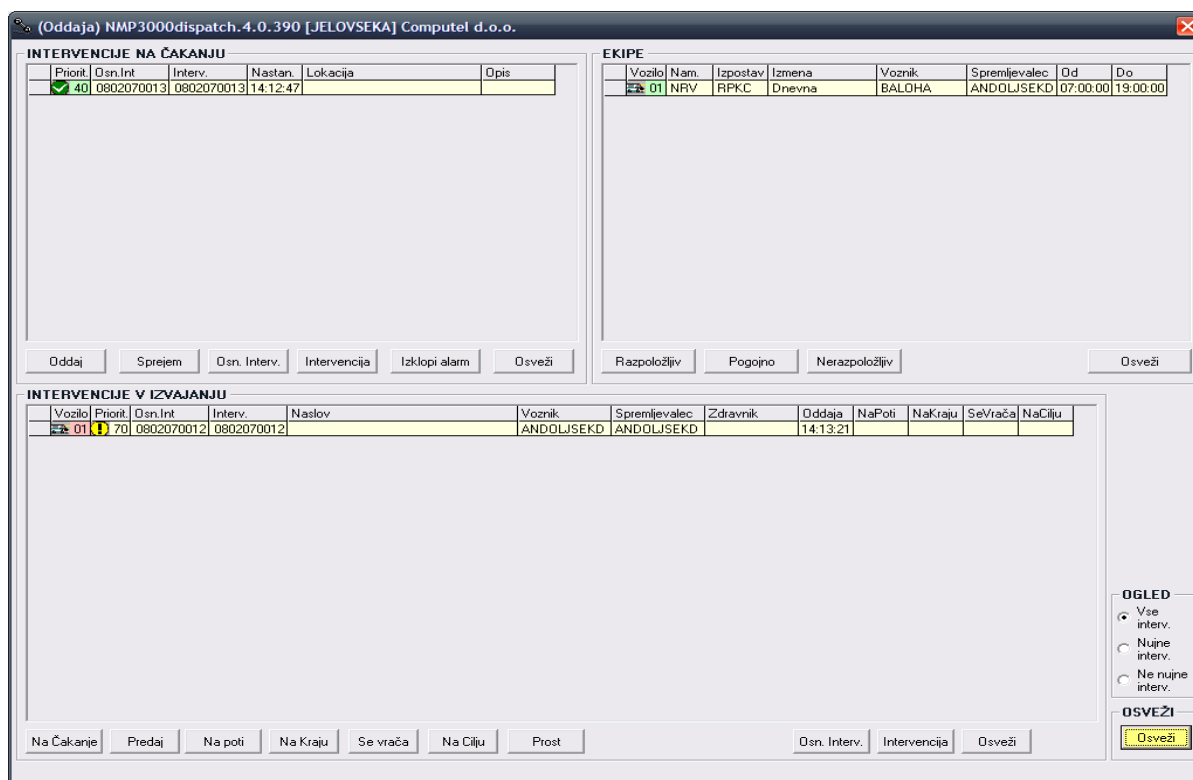 (Oddaja) NMP3000dispatch.4.0.390 [JELOVSEKA] Computel d.o.o.
INTERVENCIJE NA ČAKANJU
Priorit. Osn.Int Interv. Nastan. Lokacija Opis
40 0802070013 0802070013 14:12:47
Oddaj Sprejem Osn. Interv. Intervencija Izklopi alarm Osveži
EKIPE
Vozilo Nam. Izpostav Izmena Voznik Spremljevalec Od Do
01 NRV RPKC Dnevna BALOHA ANDOLJSEKD 07:00:00 19:00:00
Razpoložljiv Pogojno Nerazpoložljiv Osveži
INTERVENCIJE V IZVAJANJU
Vozilo Priorit. Osn.Int Interv. Naslov Voznik Spremljevalec Zdravnik Oddaja NaPoti NaKraju SeVrača NaCilju
01 70 0802070012 0802070012 ANDOLJSEKD ANDOLJSEKD 14:13:21
Na Čakanje Predaj Na poti Na Kraju Se vrača Na Cilju Prost Osn. Interv. Intervencija Osveži
OGLED
Vse
interv.
Nujne
interv.
Ne nujne
interv.
OSVEŽI
Osveži